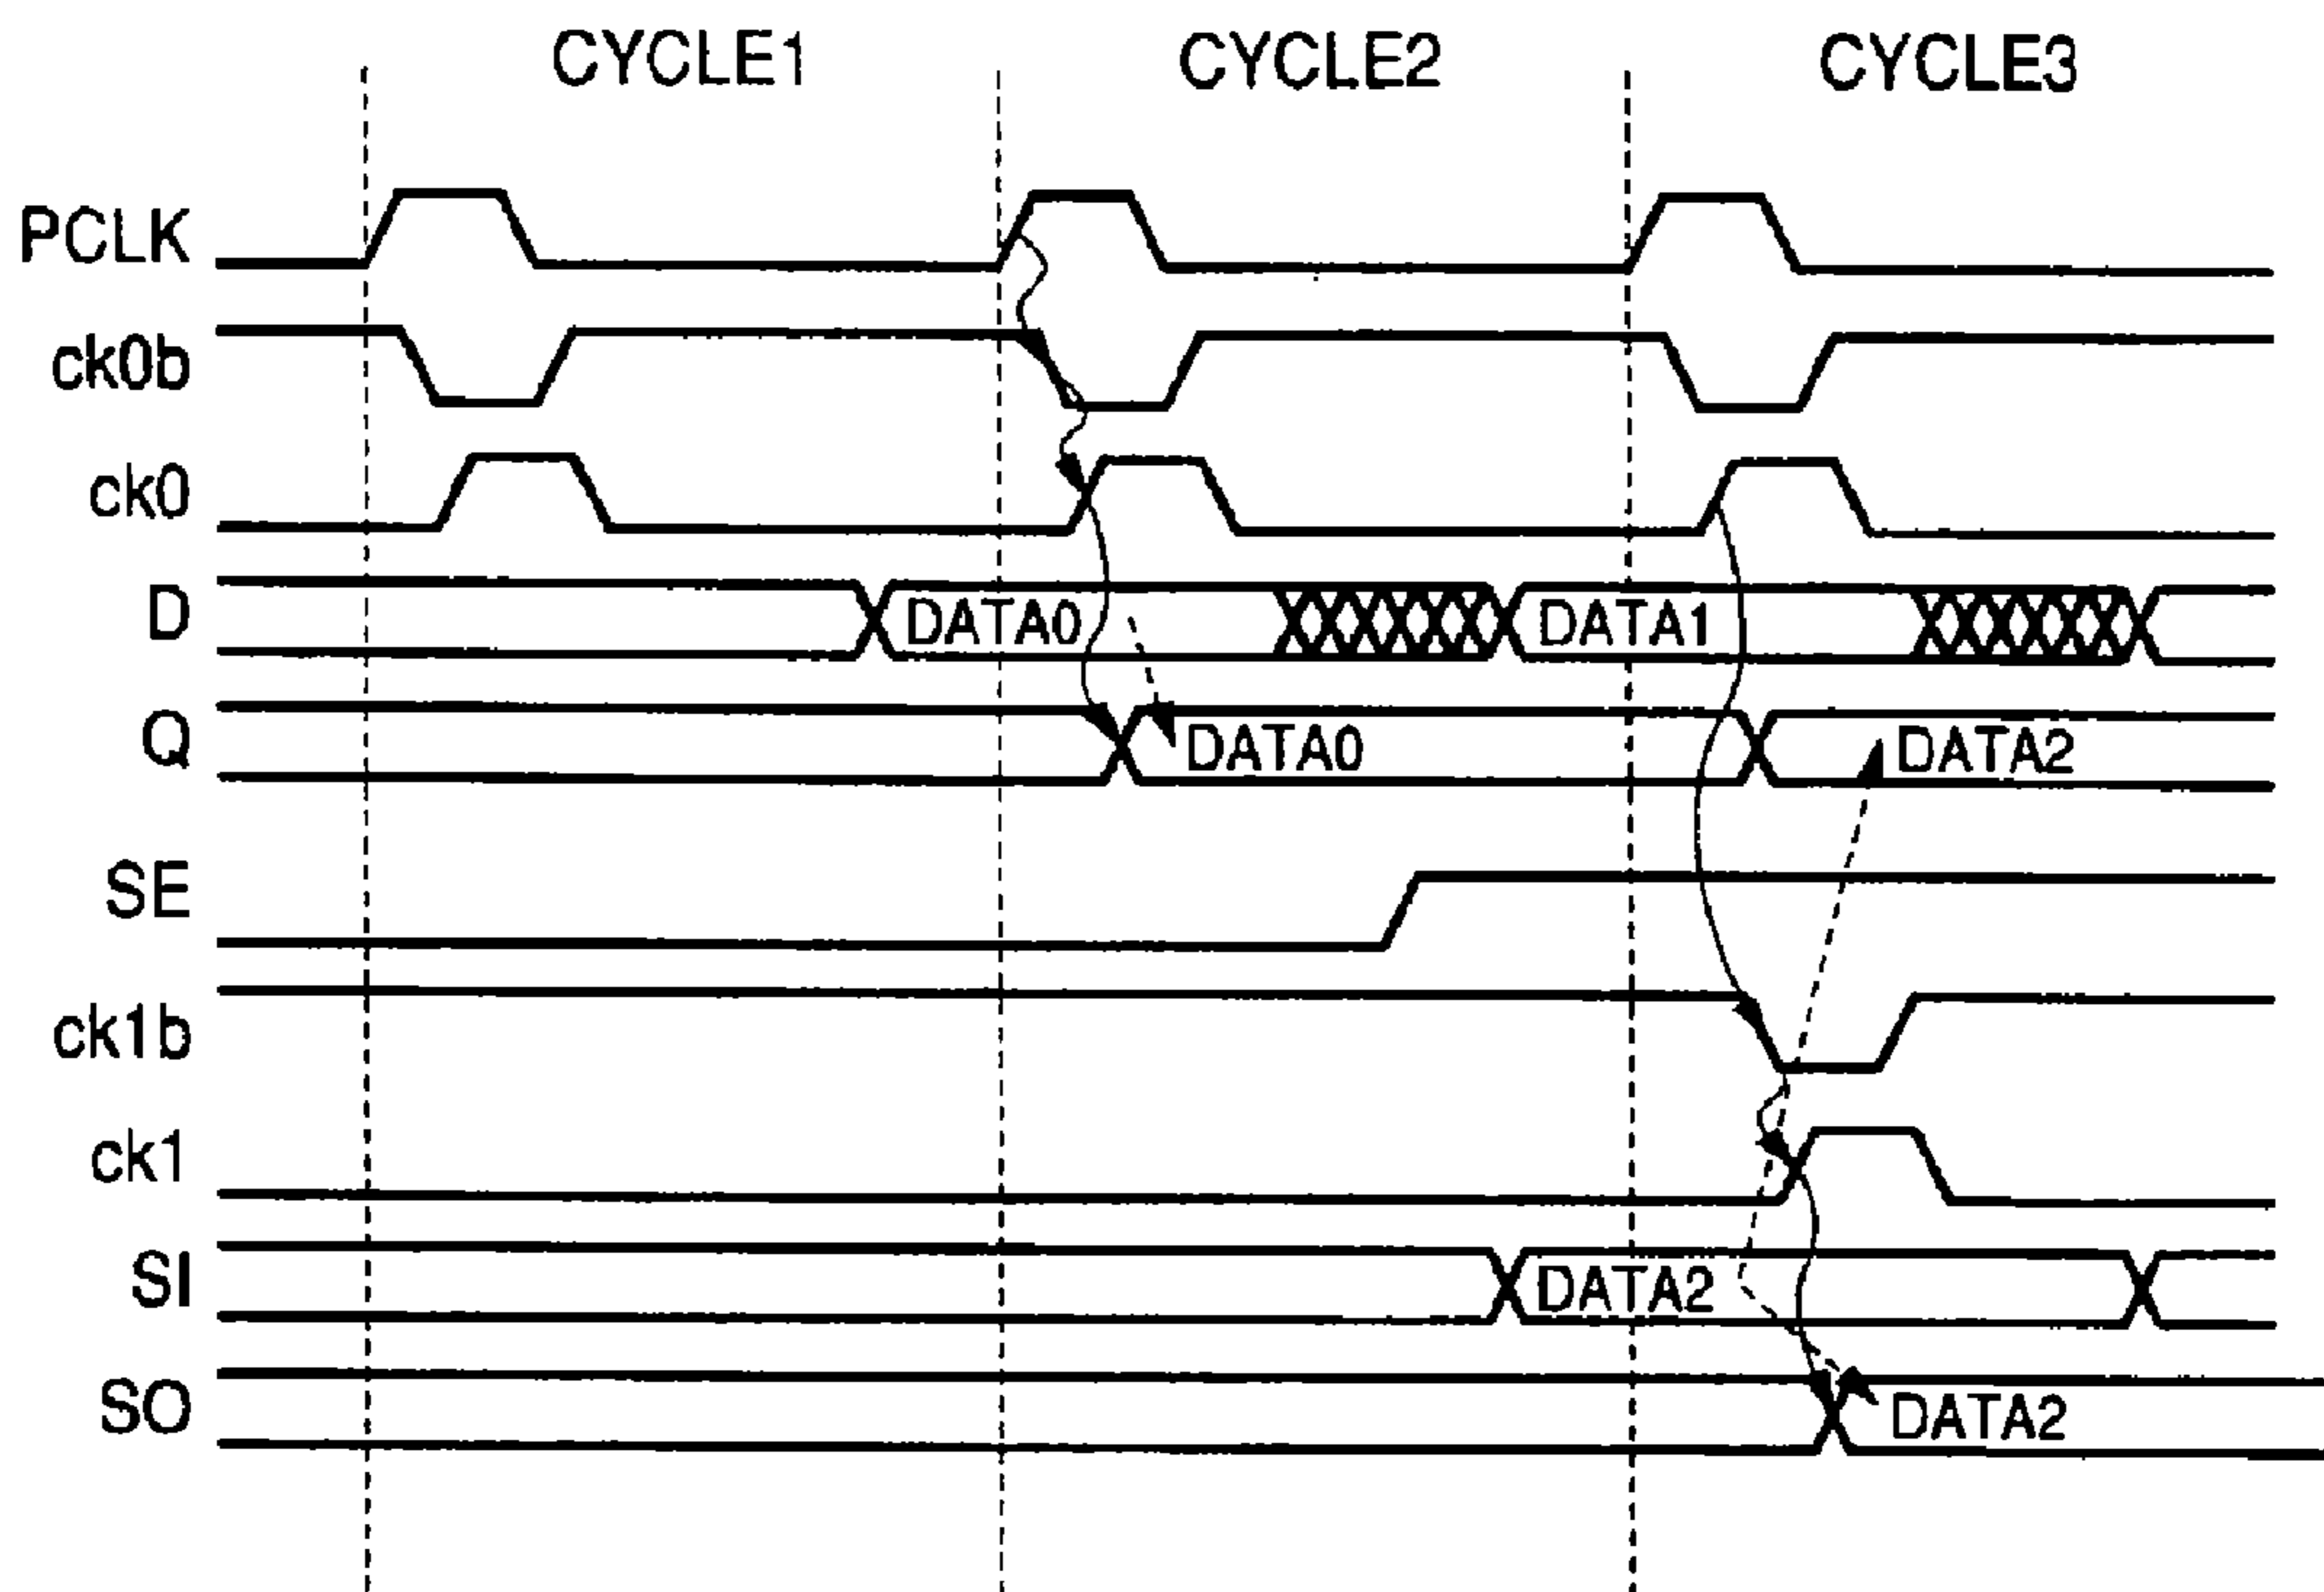 CYCLE1 CYCLE2 CYCLE3
PCLK
ck0b
ck0
D DATA0 DATA1
Q DATA0 DATA2
SE
ck1b
ck1
SI DATA2
SO DATA2